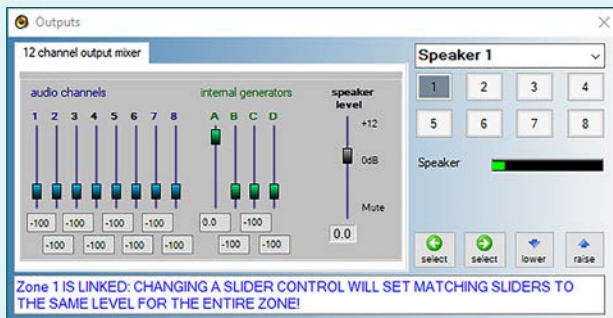 Outputs
12 channel output mixer
audio channels
1 2 3 4 5 6 7 8
internal generators
A B C D
speaker
level
+12
0dB
Mute
-100 -100 -100 -100
-100 -100 -100 -100
0.0 -100
-100 -100
0.0
Speaker 1
1 2 3 4
5 6 7 8
Speaker
select select lower raise
Zone 1 IS LINKED: CHANGING A SLIDER CONTROL WILL SET MATCHING SLIDERS TO
THE SAME LEVEL FOR THE ENTIRE ZONE!